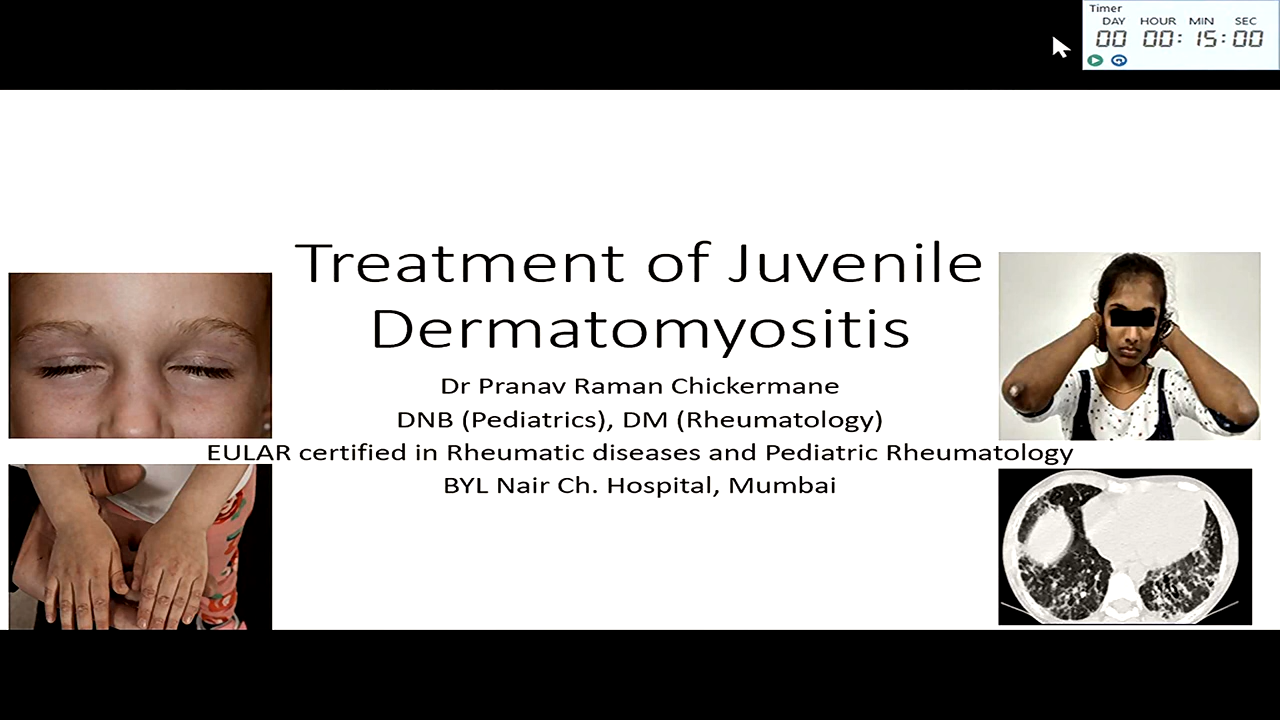 Timer
DAY HOUR MIN SEC
00 00: 15: 00
Treatment of Juvenile
Dermatomyositis
Dr Pranav Raman Chickermane
DNB (Pediatrics), DM (Rheumatology)
EULAR certified in Rheumatic diseases and Pediatric Rheumatology
BYL Nair Ch. Hospital, Mumbai